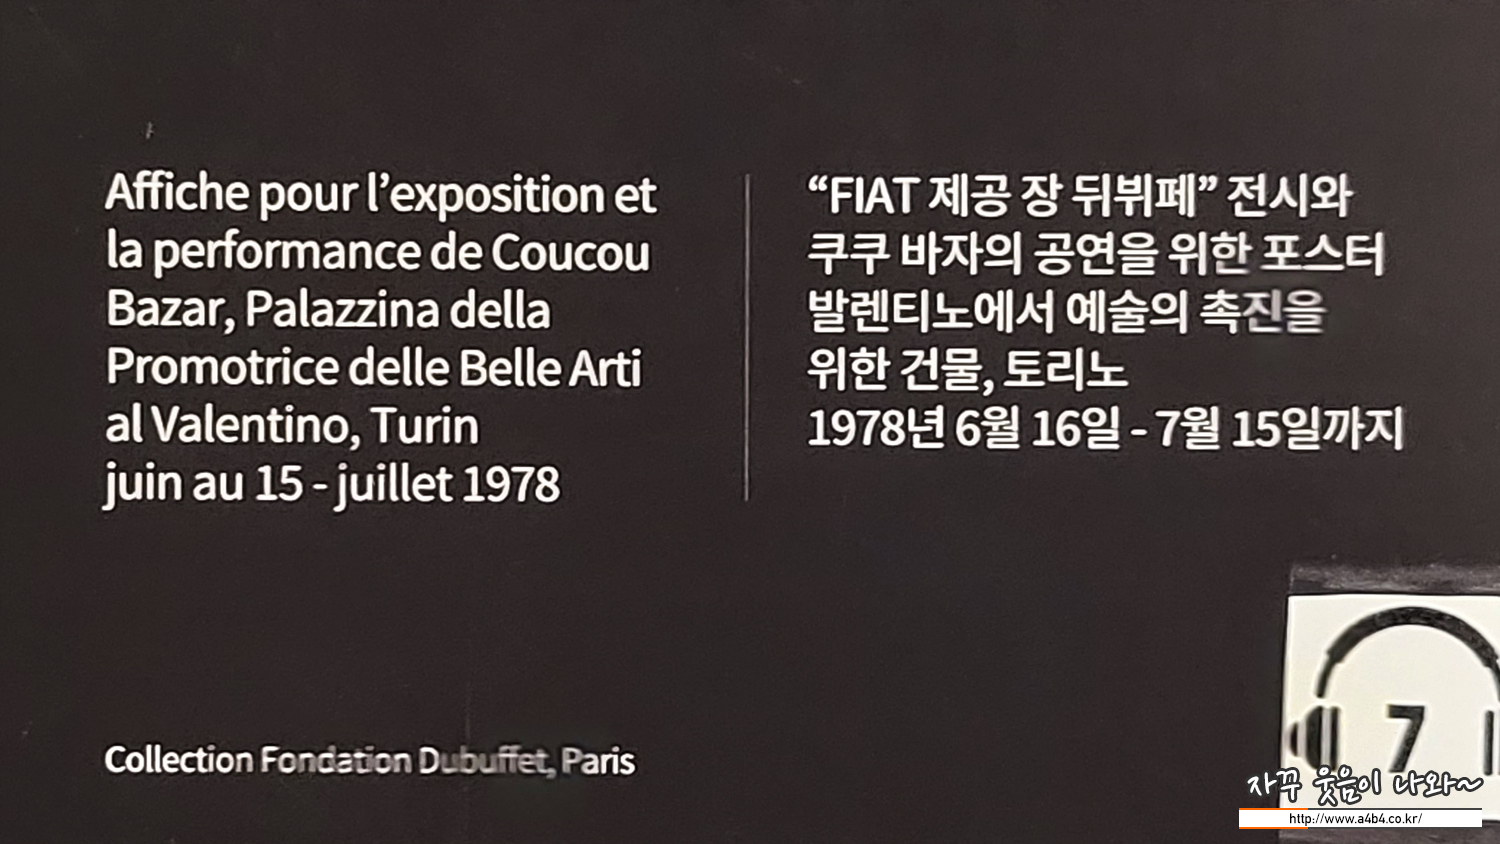 Affiche pour l’exposition et
la performance de Coucou
Bazar, Palazzina della
Promotrice delle Belle Arti
al Valentino, Turin
juin au 15 - juillet 1978
“FIAT 제공 장 뒤뷔페” 전시와
쿠쿠 바자의 공연을 위한 포스터
발렌티노에서 예술의 촉진을
위한 건물, 토리노
1978년 6월 16일 - 7월 15일까지
Collection Fondation Dubuffet, Paris
7
자꾸 웃음이 나와~
http://www.a4b4.co.kr/